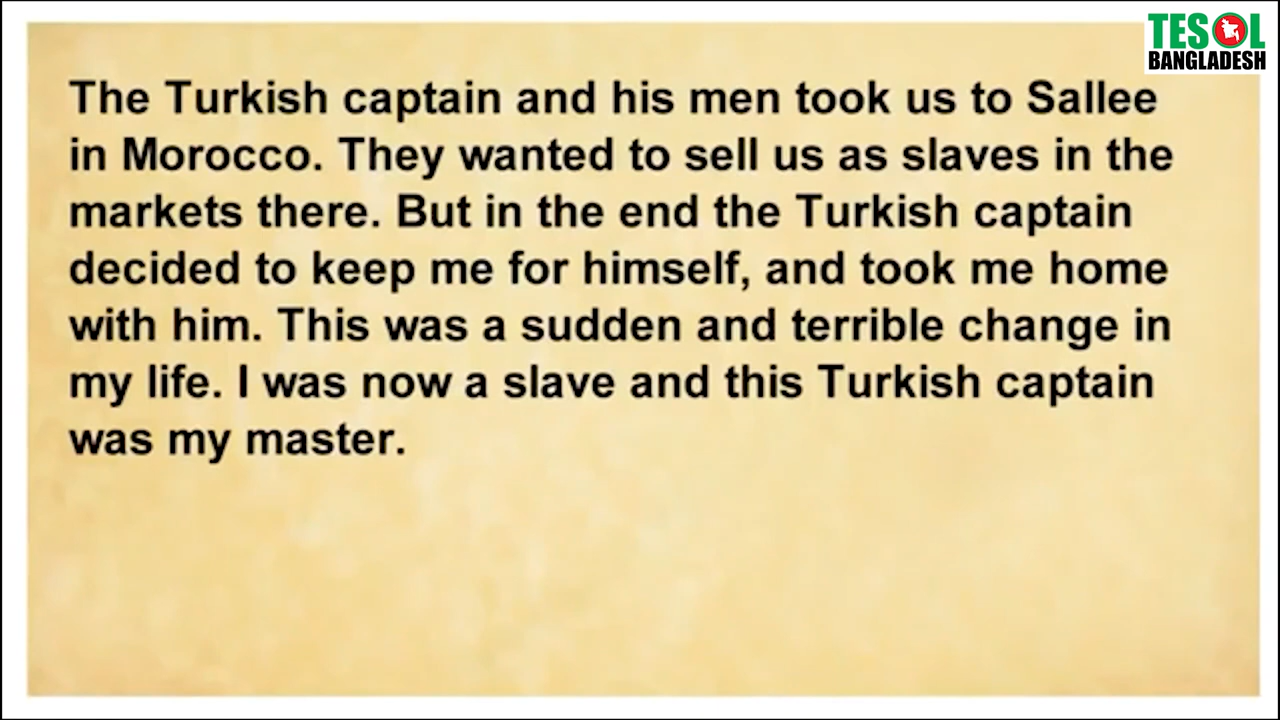 TESOL
BANGLADESH
The Turkish captain and his men took us to Sallee
in Morocco. They wanted to sell us as slaves in the
markets there. But in the end the Turkish captain
decided to keep me for himself, and took me home
with him. This was a sudden and terrible change in
my life. I was now a slave and this Turkish captain
was my master.